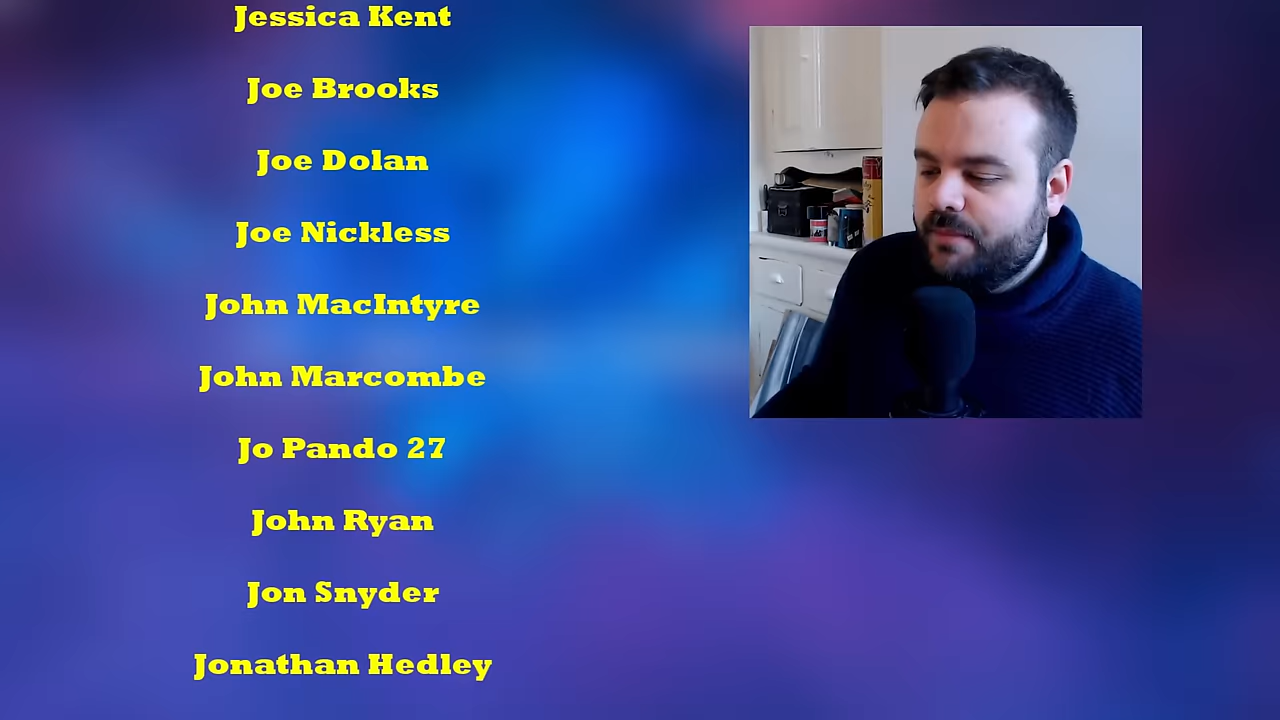 Jessica Kent
Joe Brooks
Joe Dolan
Joe Nickless
John MacIntyre
John Marcombe
Jo Pando 27
John Ryan
Jon Snyder
Jonathan Hedley